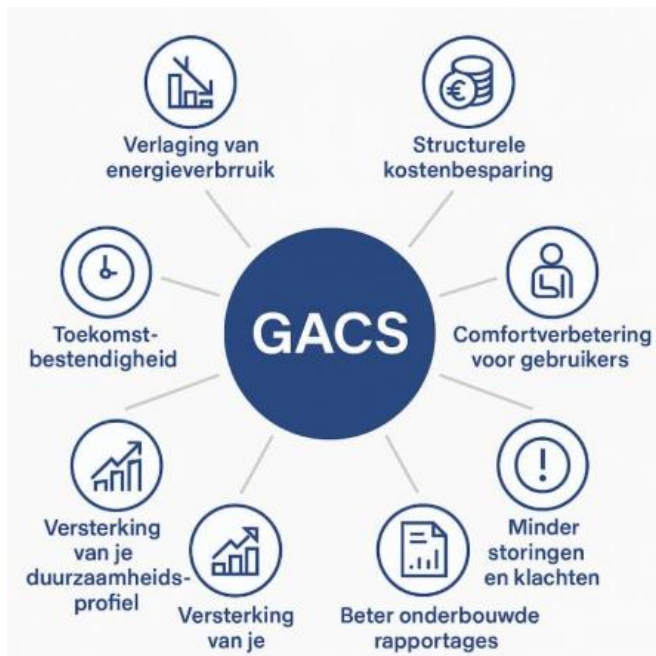 Verlaging van
energieverbrruik
Structurele
kostenbesparing
GACS
Toekomst-
bestendigheid
Comfortverbetering
voor gebruikers
Versterking
van je
duurzaamheids-
profiel
Versterking
van je
Beter onderbouwde
rapportages
Minder
storingen
en klachten